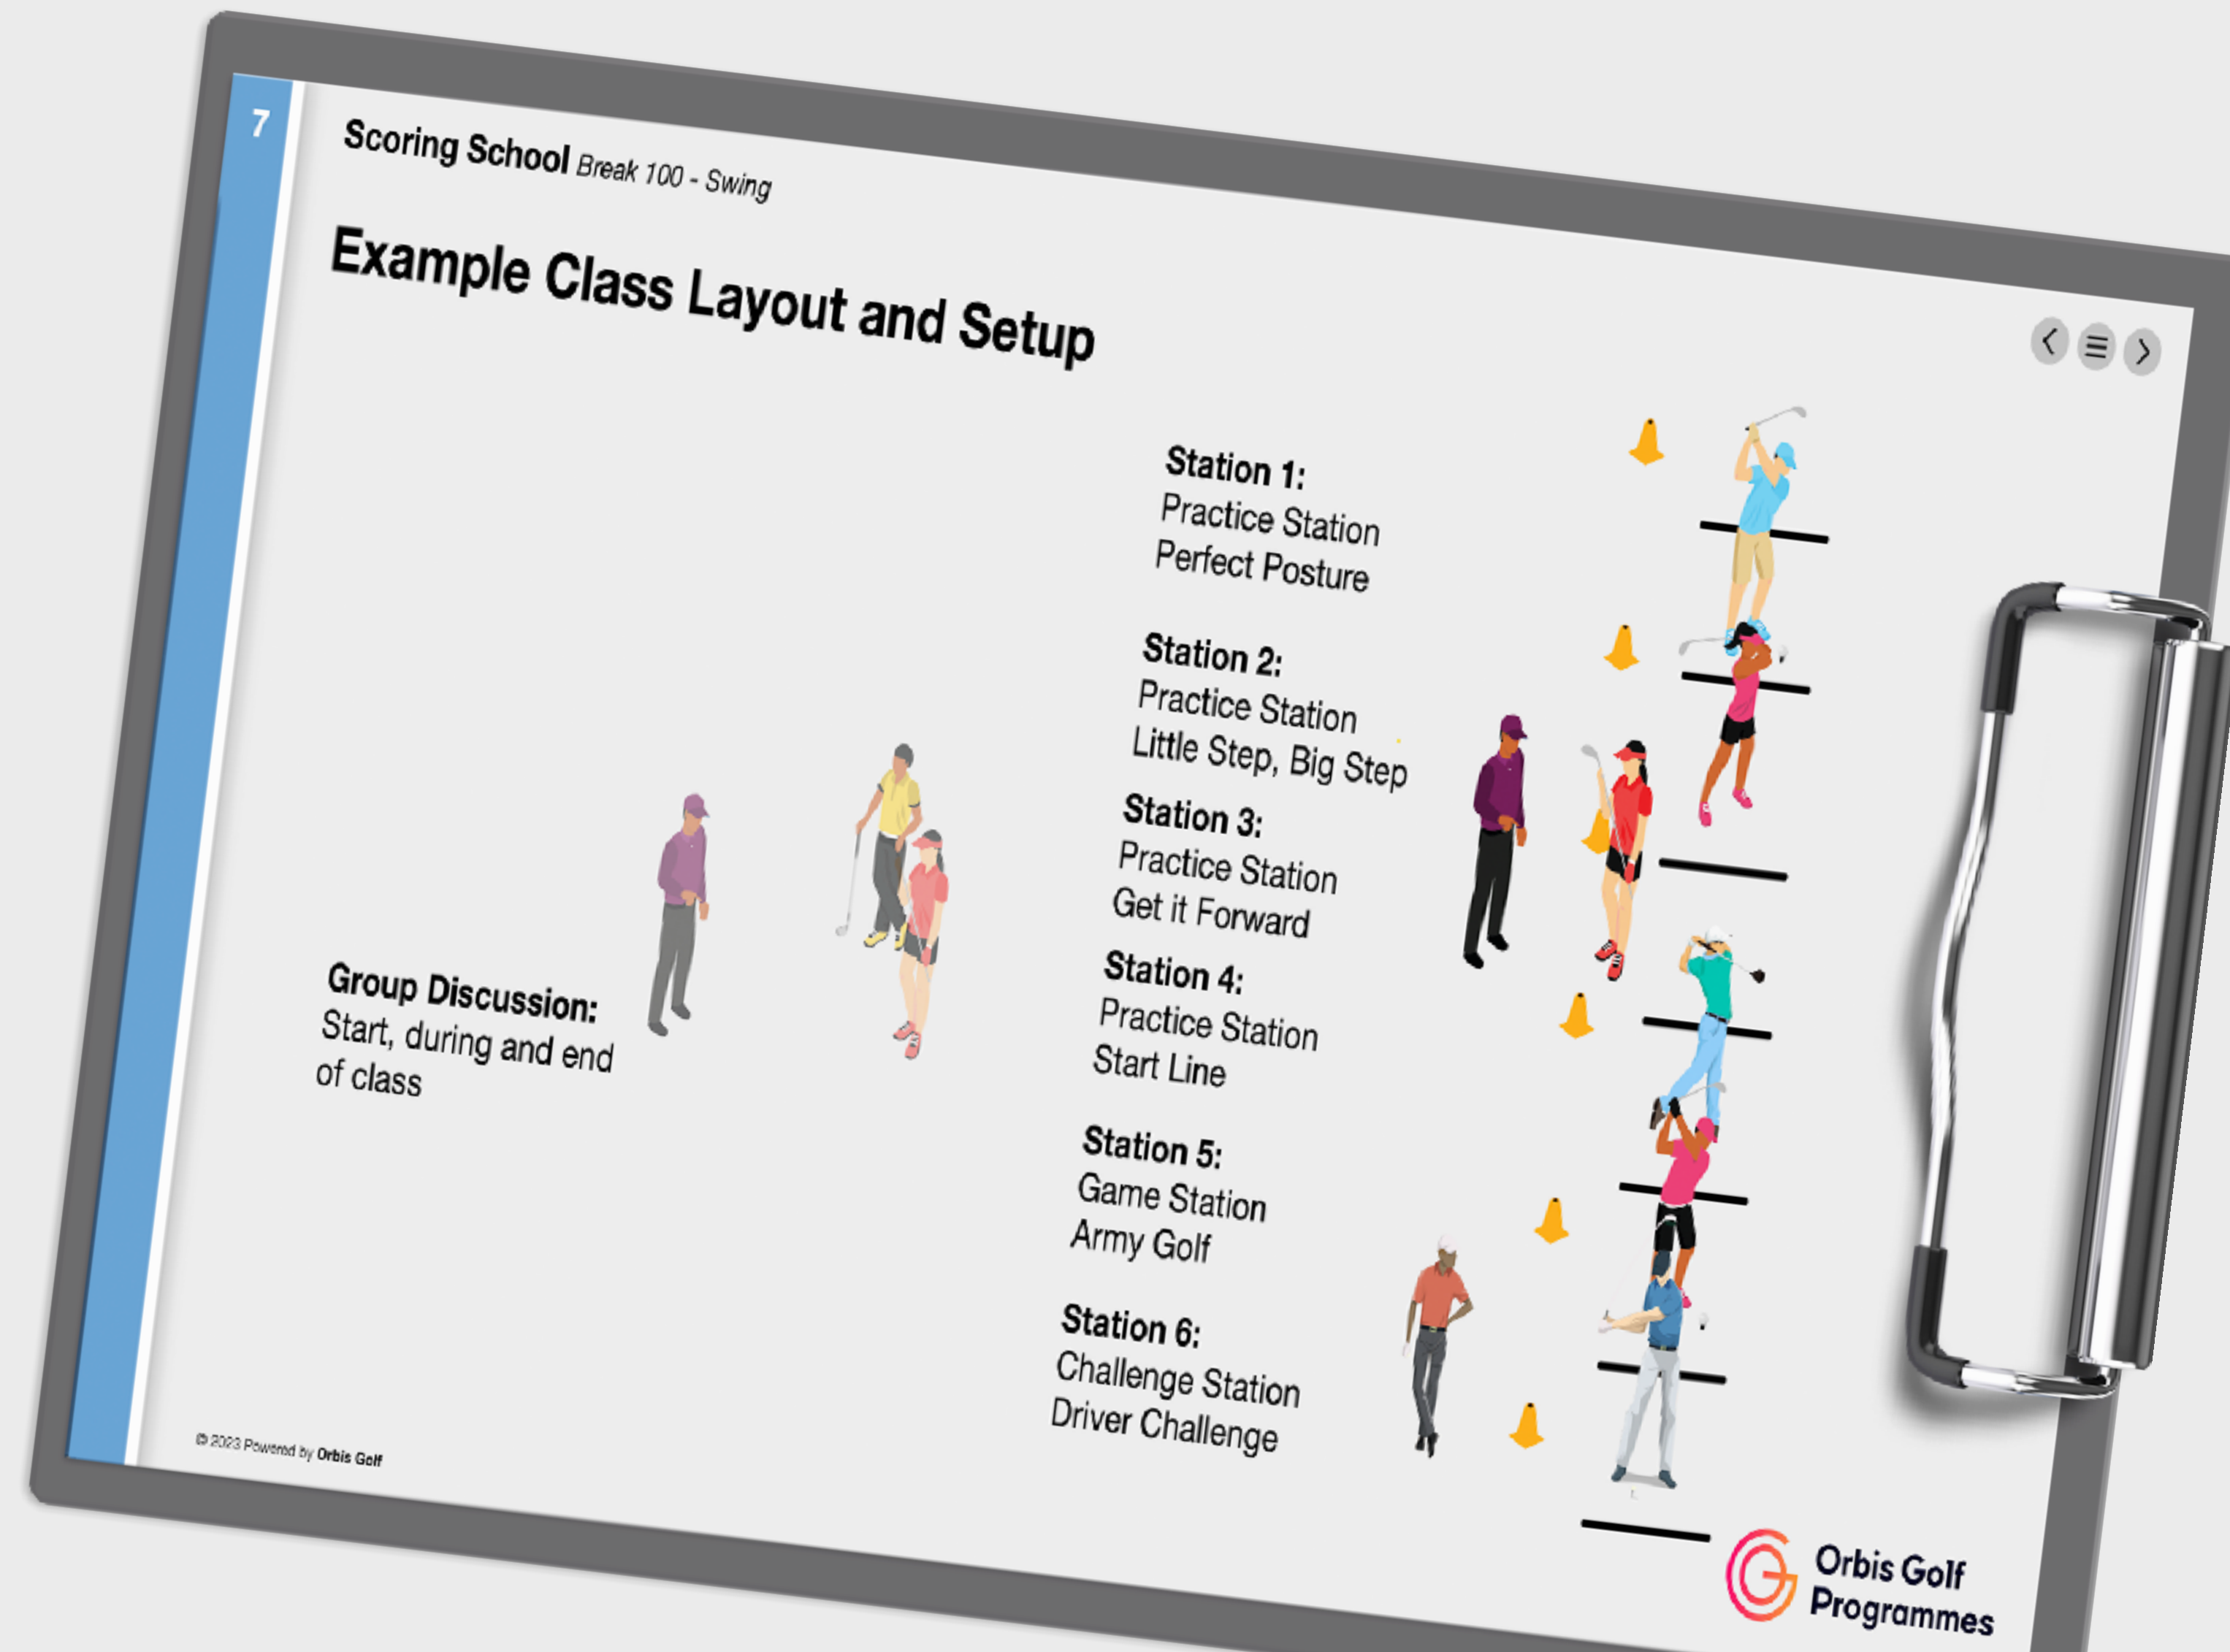 7
Scoring School Break 100 - Swing
Example Class Layout and Setup
Station 1:
Practice Station
Perfect Posture
Station 2:
Practice Station
Little Step, Big Step
Station 3:
Practice Station
Get it Forward
Station 4:
Practice Station
Start Line
Station 5:
Game Station
Army Golf
Station 6:
Challenge Station
Driver Challenge
Group Discussion:
Start, during and end
of class
© 2023 Powered by Orbis Golf
Orbis Golf
Programmes